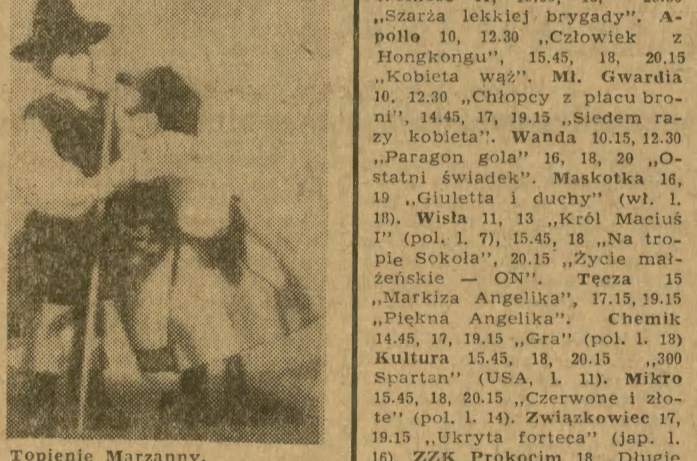 Topienie Marzanny.
„Szarża lekkiej brygady". A-
pollo 10, 12.30 „Człowiek z
Hongkongu", 15.45, 18, 20.15
„Kobieta wąż". Mł. Gwardia
10, 12.30 „Chłopcy z placu bro-
ni", 14.45, 17, 19.15 „Siedem ra-
zy kobieta". Wanda 10.15, 12.30
„Paragon gola" 16, 18, 20 „O-
statni świadek". Maskotka 16,
19 „Giuletta i duchy" (wł. l.
18). Wisła 11, 13 „Król Maciuś
I" (pol. l. 7), 15.45, 18 „Na tro-
pie Sokoła", 20.15 „Życie mał-
żeńskie — ON". Tęcza 15
„Markiza Angelika", 17.15, 19.15
„Piękna Angelika". Chemik
14.45, 17, 19.15 „Gra" (pol. l. 18)
Kultura 15.45, 18, 20.15 „300
Spartan" (USA, l. 11). Mikro
15.45, 18, 20.15 „Czerwone i zło-
te" (pol. l. 14). Związkowiec 17,
19.15 „Ukryta forteca" (jap. l.
16) ZZK Prokocim 18 Długie